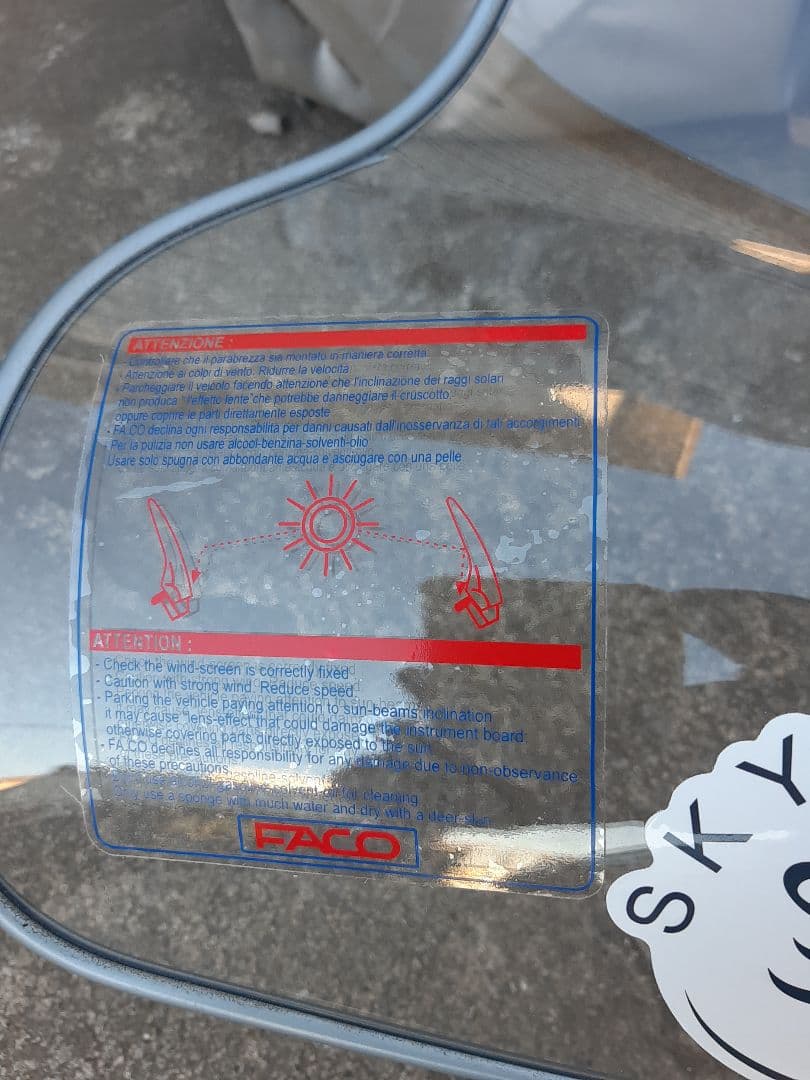 ATTENZIONE :
- Controllare che il parabrezza sia montato in maniera corretta
- Attenzione ai colpi di vento. Ridurre la velocita
- Parcheggiare il veicolo facendo attenzione che l'inclinazione dei raggi solari
non produca "l'effetto lente"che potrebbe danneggiare il cruscotto,
oppure coprire le parti direttamente esposte
- FA.CO declina ogni responsabilita per danni causati dall'inosservanza di tali accorgimenti
- Per la pulizia non usare alcool-benzina-solventi-olio
Usare solo spugna con abbondante acqua e asciugare con una pelle
ATTENTION :
- Check the wind-screen is correctly fixed
- Caution with strong wind. Reduce speed
- Parking the vehicle paying attention to sun-beams inclination
it may cause "lens-effect"that could damage the instrument board
otherwise covering parts directly exposed to the sun
- FA.CO declines all responsibility for any damage due to non-observance
of these precautions
for cleaning
Only use a sponge with much water and dry with a deer-skin
FACO
SKY